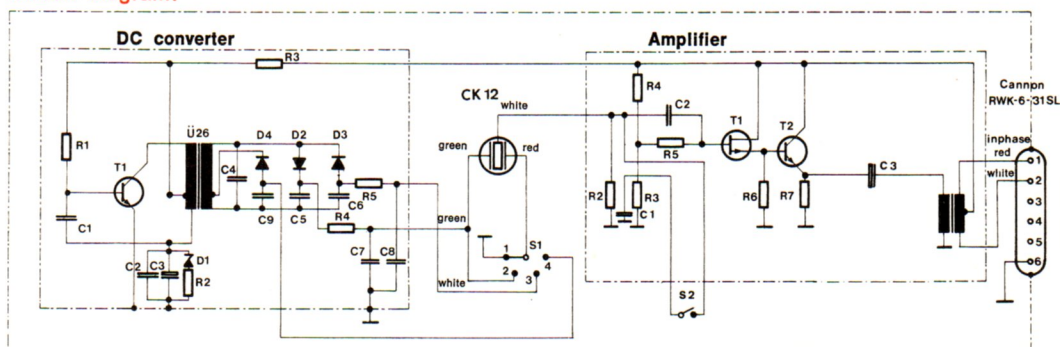 DC converter
Amplifier
R3
Cannon
RWK-6-31SL
CK 12
R4
C2
white
T1
T2
inphase
red
white
Ü26
D4
D2
D3
R1
green
red
R5
C3
1
2
3
4
5
6
T1
C4
R5
R2
R3
R6
R7
C1
C9
C5
C6
R4
green
C1
C7
C8
1
S1
4
2
3
white
C2
C3
D1
R2
S2